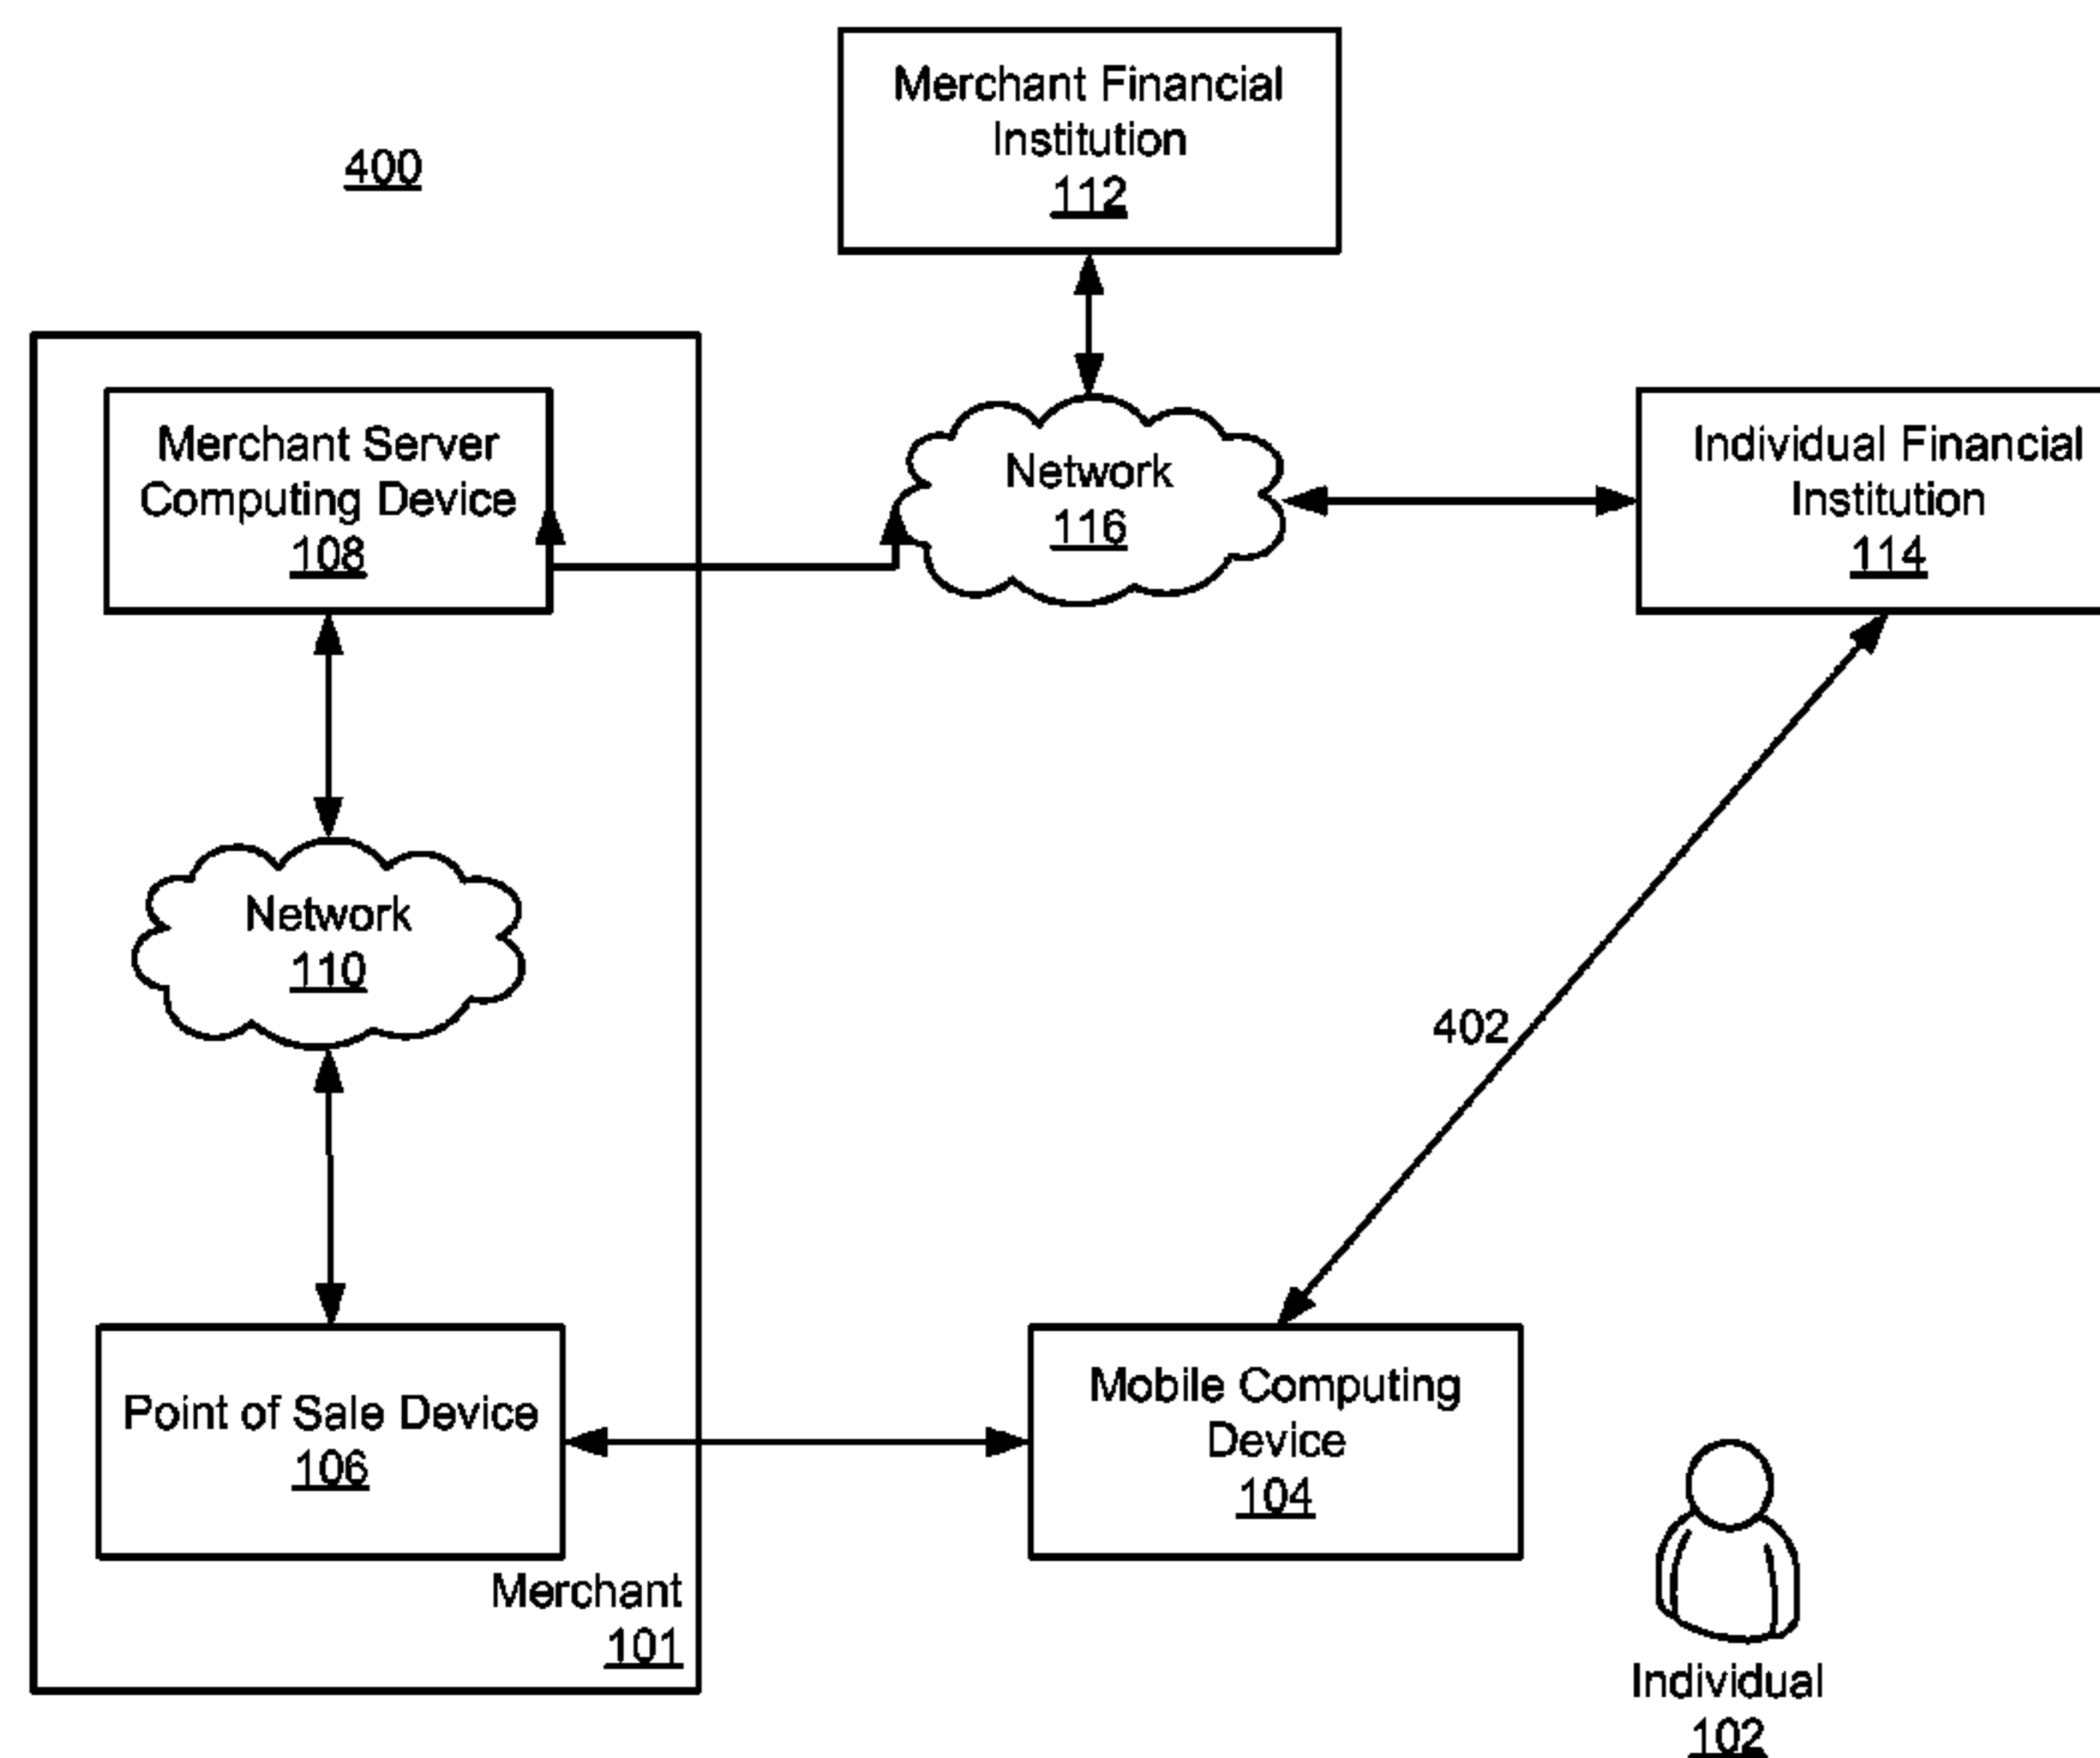 Merchant Financial
Institution
112
400
Merchant Server
Computing Device
108
Network
116
Individual Financial
Institution
114
Network
110
402
Point of Sale Device
106
Mobile Computing
Device
104
Merchant
101
Individual
102